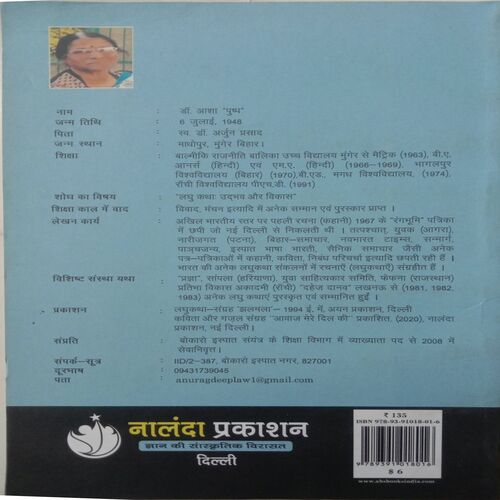 नाम : डॉ. आशा "पुष्प"
जन्म तिथि : 6 जुलाई, 1948
पिता : स्व. डॉ. अर्जुन प्रसाद
जन्म स्थान : माधोपुर, मुंगेर बिहार।
शिक्षा : बाल्मीकि राजनीति बालिका उच्च विद्यालय मुंगेर से मैट्रिक (1963), बी.ए.
आनर्स (हिन्दी) एवं एम.ए. (हिन्दी) (1966–1969), भागलपुर
विश्वविद्यालय (बिहार) (1970),बी.एड., मगध विश्वविद्यालय, (1974),
राँची विश्वविद्यालय पीएच.डी. (1991)
शोध का विषय : "लघु कथाः उद्भव और विकास"
शिक्षा काल में वाद : विवाद, मंचन इत्यादि में अनेक सम्मान एवं पुरस्कार प्राप्त ।
लेखन कार्य : अखिल भारतीय स्तर पर पहली रचना (कहानी) 1967 के "रंगभूमि" पत्रिका
में छपी जो नई दिल्ली से निकलती थी । तत्पश्चात्, युवक (आगरा),
नारीजगत (पटना), बिहार–समाचार, नवभारत टाइम्स, सन्मार्ग,
पाञ्चजन्य, इस्पात भाषा भारती, सैनिक समाचार जैसी अनेक
पत्र–पत्रिकाओं में कहानी, कविता, निबंध परिचर्चा इत्यादि छपती रही हैं ।
भारत की अनेक लघुकथा संकलनों में रचनाएँ (लघुकथाएँ) संग्रहीत हैं ।
विशिष्ट संस्था यथा : "प्रज्ञा", सांपला (हरियाणा), युवा साहित्यकार समिति, फेफना (राजस्थान)
प्रतिभा विकास अकादमी (राँची) "दहेज दानव" लखनऊ से (1981, 1982,
1983) अनेक लघु कथाएं पुरस्कृत एवं सम्मानित हुईं ।
प्रकाशन : लघुकथा–संग्रह "झलमला"– 1994 ई. में, अयन प्रकाशन, दिल्ली
कविता और गज़ल संग्रह "आवाज मेरे दिल की" प्रकाशित, (2020), नालंदा
प्रकाशन, नई दिल्ली।
संप्रति : बोकारो इस्पात संयंत्र के शिक्षा विभाग में व्याख्याता पद से 2008 में
सेवानिवृत्त।
संपर्क–सूत्र : IID/2–387, बोकारो इस्पात नगर, 827001
दूरभाष : 09431739045
पता : anuragdeeplaw1@gmail.com
नालंदा प्रकाशन
ज्ञान की सांस्कृतिक विरासत
दिल्ली
₹ 135
ISBN 978-93-91018-01-6
9789391018016
$ 6
www.absbooksindia.com